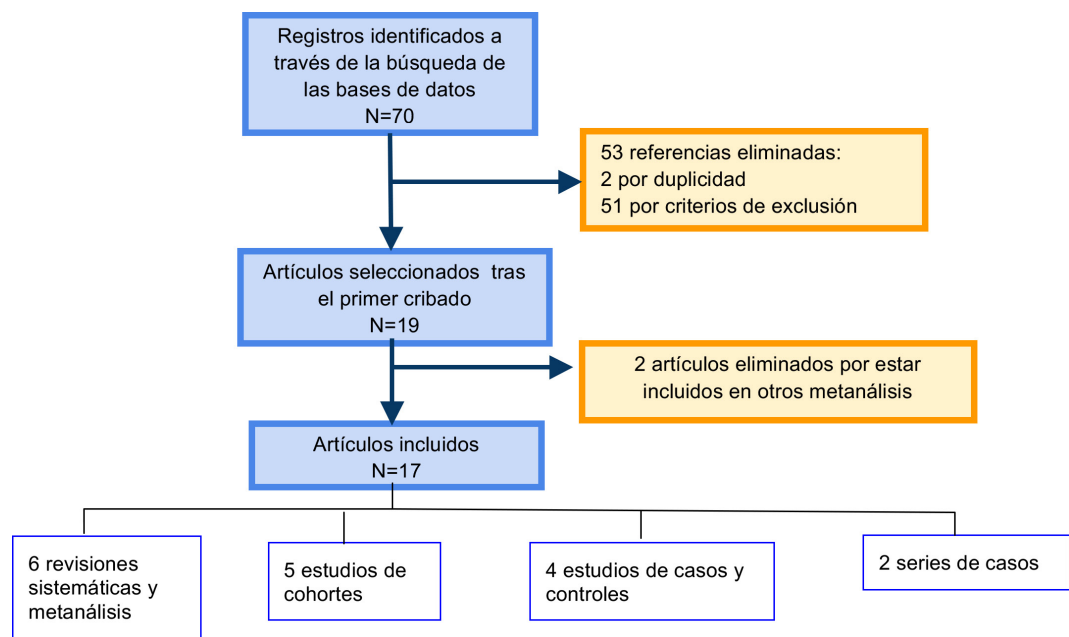 Registros identificados a
través de la búsqueda de
las bases de datos
N=70
53 referencias eliminadas:
2 por duplicidad
51 por criterios de exclusión
Artículos seleccionados tras
el primer cribado
N=19
2 artículos eliminados por estar
incluidos en otros metanálisis
Artículos incluidos
N=17
6 revisiones
sistemáticas y
metanálisis
5 estudios de
cohortes
4 estudios de casos y
controles
2 series de casos